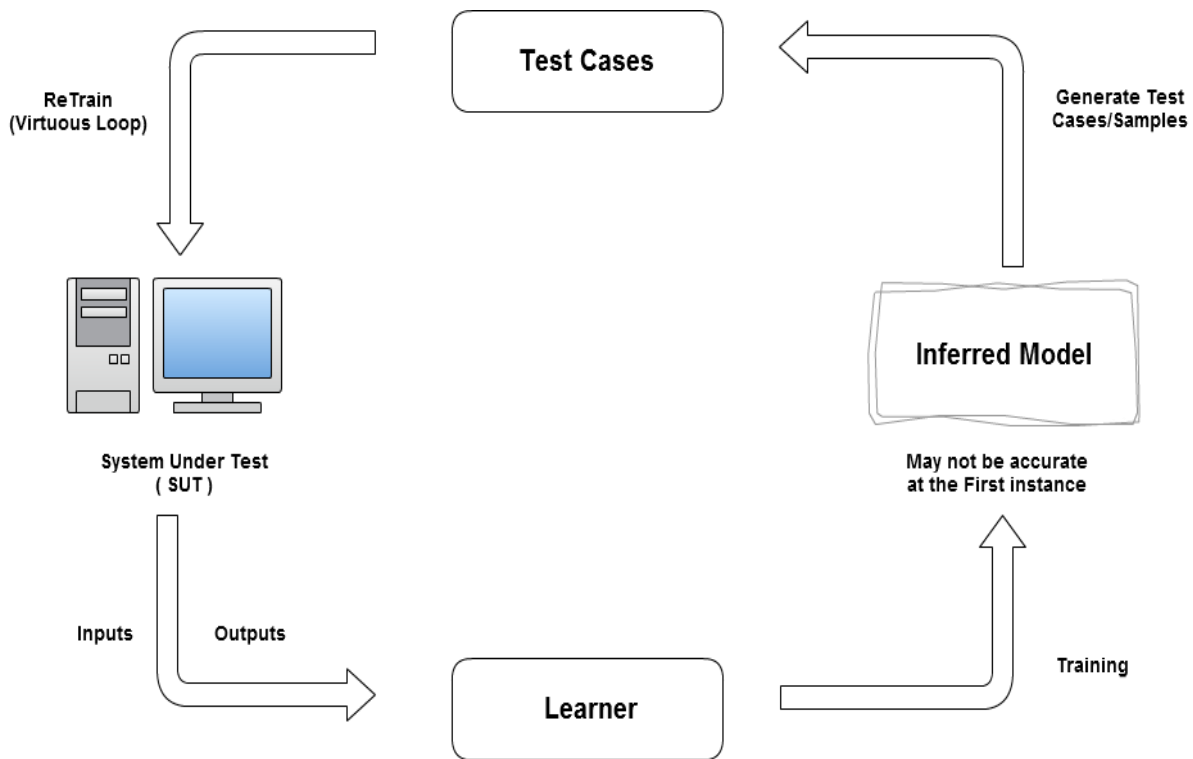 Test Cases
ReTrain
(Virtuous Loop)
Generate Test
Cases/Samples
Inferred Model
System Under Test
( SUT )
May not be accurate
at the First instance
Inputs
Outputs
Training
Learner